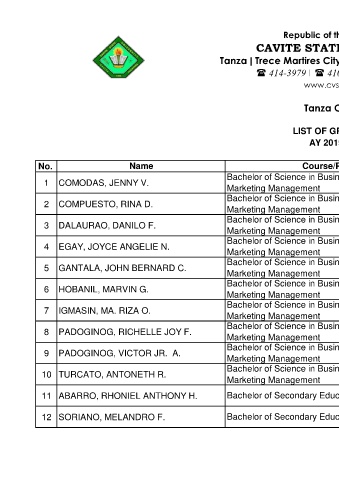 Republic of th
CAVITE STATE
Tanza | Trece Martires City
☎ 414-3979 | ☎ 416
www.cvs
Tanza C
LIST OF GR
AY 2019
No. Name Course/P
1 COMODAS, JENNY V. Bachelor of Science in Busin
Marketing Management
2 COMPUESTO, RINA D. Bachelor of Science in Busin
Marketing Management
3 DALAURAO, DANILO F. Bachelor of Science in Busin
Marketing Management
4 EGAY, JOYCE ANGELIE N. Bachelor of Science in Busin
Marketing Management
5 GANTALA, JOHN BERNARD C. Bachelor of Science in Busin
Marketing Management
6 HOBANIL, MARVIN G. Bachelor of Science in Busin
Marketing Management
7 IGMASIN, MA. RIZA O. Bachelor of Science in Busin
Marketing Management
8 PADOGINOG, RICHELLE JOY F. Bachelor of Science in Busin
Marketing Management
9 PADOGINOG, VICTOR JR. A. Bachelor of Science in Busin
Marketing Management
10 TURCATO, ANTONETH R. Bachelor of Science in Busin
Marketing Management
11 ABARRO, RHONIEL ANTHONY H. Bachelor of Secondary Educ
12 SORIANO, MELANDRO F. Bachelor of Secondary Educ